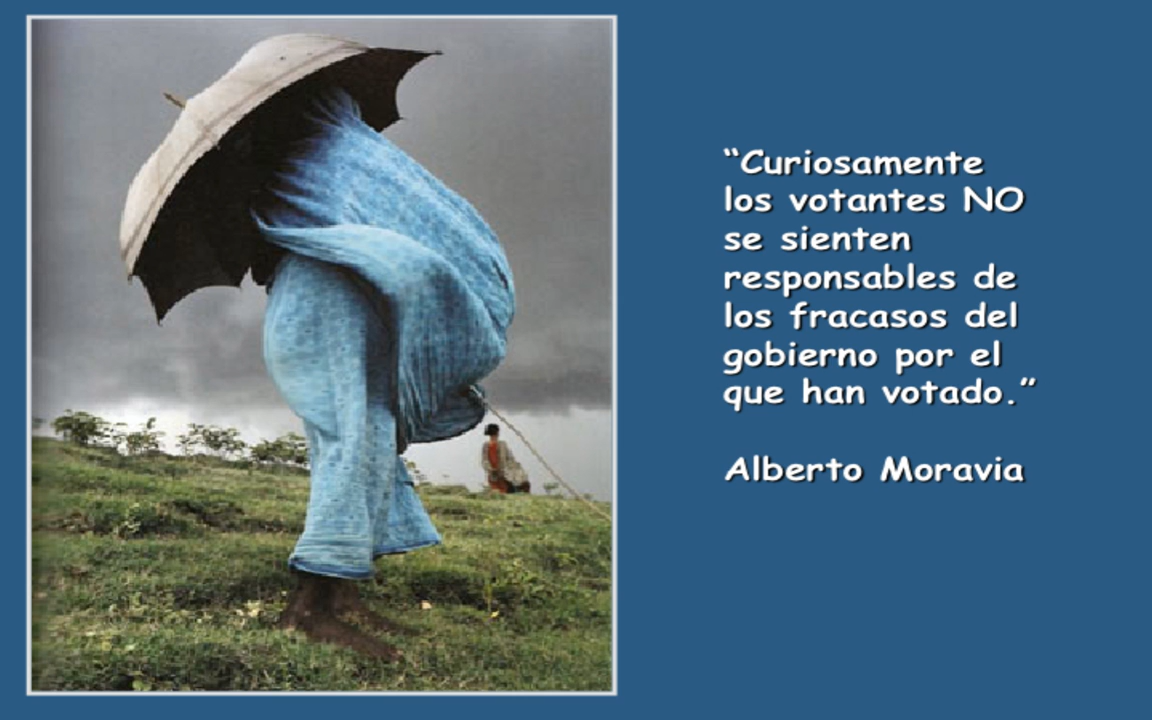 “Curiosamente
los votantes NO
se sienten
responsables de
los fracasos del
gobierno por el
que han votado.”
Alberto Moravia